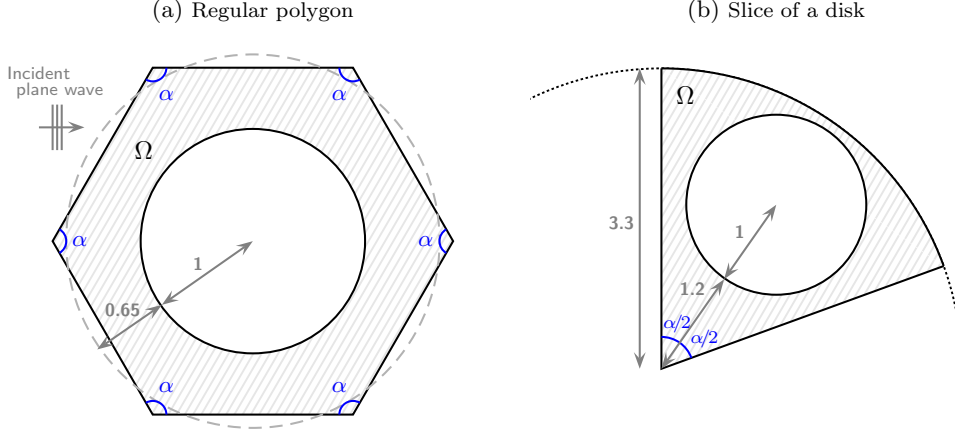 (a) Regular polygon
(b) Slice of a disk
Incident
plane wave
α
α
Ω
Ω
3.3
1
α
α
1
0.65
1.2
α/2
α/2
α
α